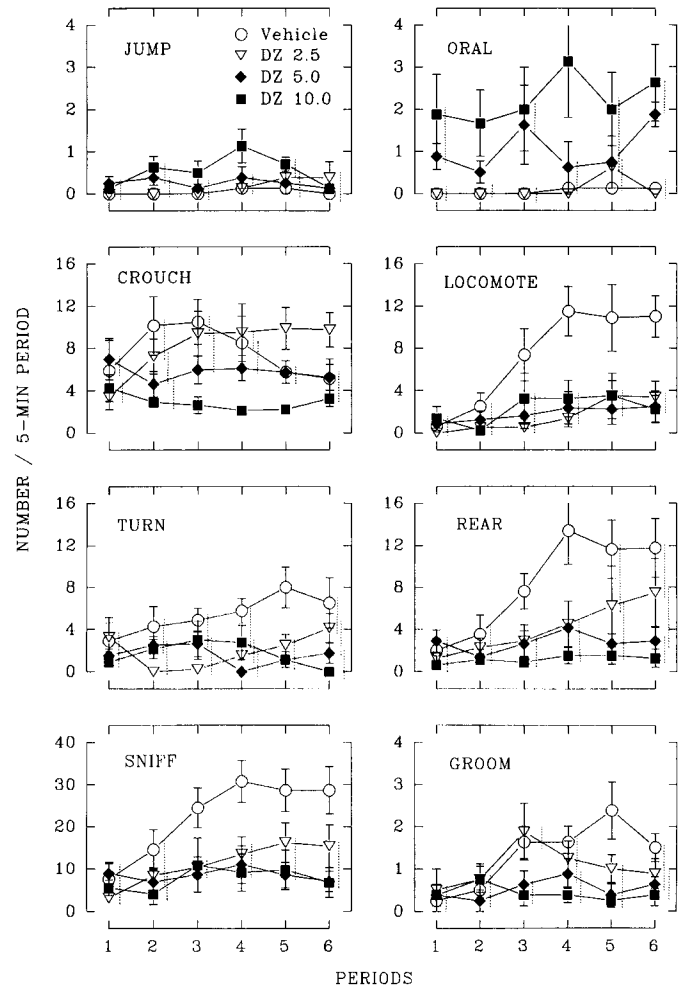 JUMP
Vehicle
DZ 2.5
DZ 5.0
DZ 10.0
4
3
2
1
0
ORAL
4
3
2
1
0
CROUCH
16
12
8
4
0
LOCOMOTE
16
12
8
4
0
TURN
16
12
8
4
0
REAR
16
12
8
4
0
SNIFF
40
30
20
10
0
1 2 3 4 5 6
GROOM
4
3
2
1
0
1 2 3 4 5 6
NUMBER / 5-MIN PERIOD
PERIODS